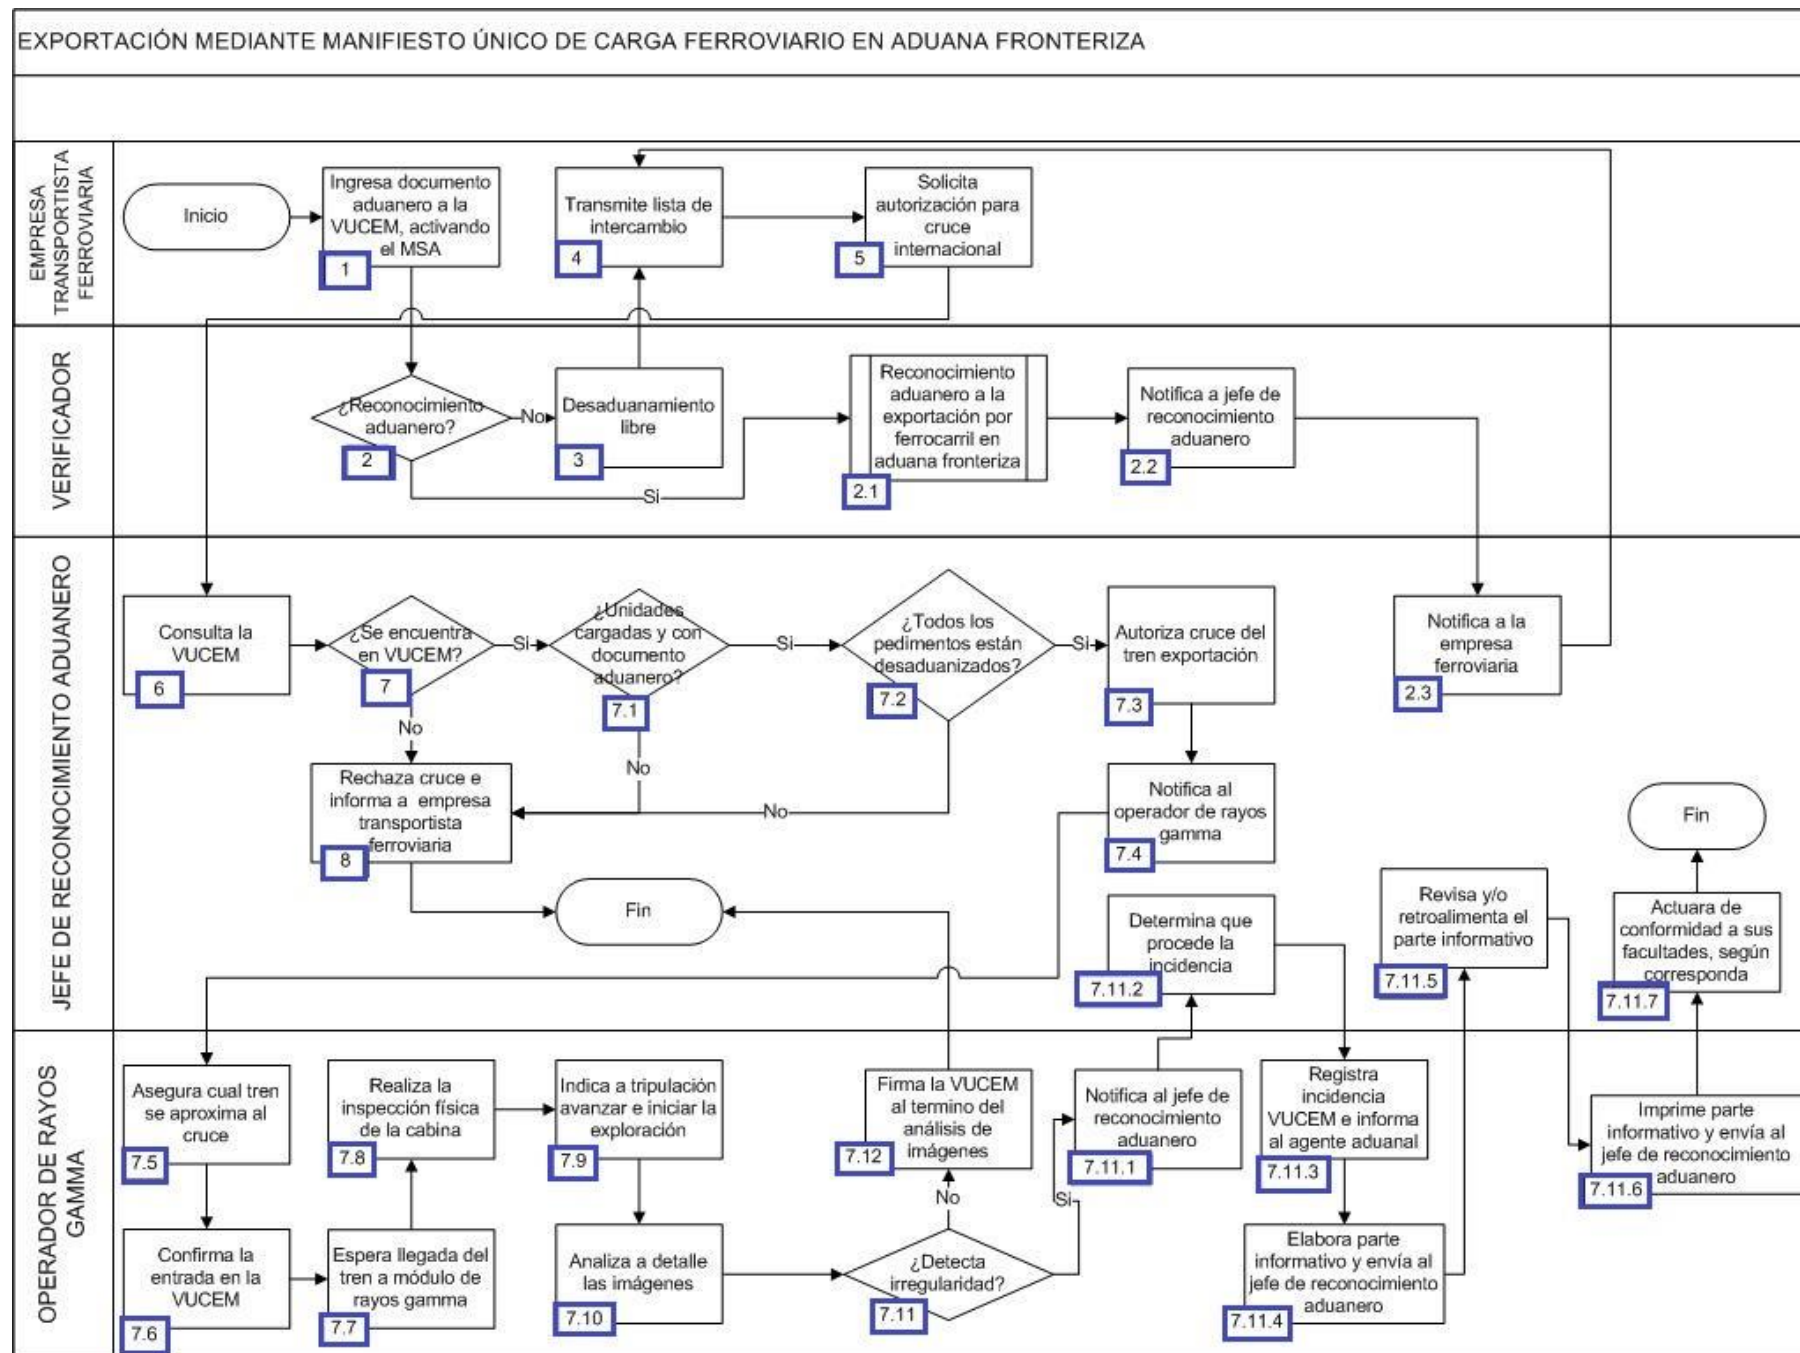 EXPORTACIÓN MEDIANTE MANIFIESTO ÚNICO DE CARGA FERROVIARIO EN ADUANA FRONTERIZA
EMPRESA
TRANSPORTISTA
FERROVIARIA
Inicio
Ingresa documento
aduanero a la
VUCEM, activando
el MSA
1
Transmite lista de
intercambio
4
Solicita
autorización para
cruce
internacional
5
VERIFICADOR
¿Reconocimiento
aduanero?
2
No
Si
Desaduanamiento
libre
3
Reconocimiento
aduanero a la
exportación por
ferrocarril en
aduana fronteriza
2.1
Notifica a jefe de
reconocimiento
aduanero
2.2
JEFE DE RECONOCIMIENTO ADUANERO
Consulta la
VUCEM
6
¿Se encuentra
en VUCEM?
7
Si
No
¿Unidades
cargadas y con
documento
aduanero?
7.1
Si
No
¿Todos los
pedimentos están
desaduanizados?
7.2
Si
No
Autoriza cruce del
tren exportación
7.3
Notifica a la
empresa
ferroviaria
2.3
Rechaza cruce e
informa a empresa
transportista
ferroviaria
8
Notifica al
operador de rayos
gamma
7.4
Fin
Fin
Determina que
procede la
incidencia
7.11.2
Revisa y/o
retroalimenta el
parte informativo
7.11.5
Actuara de
conformidad a sus
facultades, según
corresponda
7.11.7
OPERADOR DE RAYOS
GAMMA
Asegura cual tren
se aproxima al
cruce
7.5
Realiza la
inspección física
de la cabina
7.8
Indica a tripulación
avanzar e iniciar la
exploración
7.9
Firma la VUCEM
al termino del
análisis de
imágenes
7.12
Notifica al jefe de
reconocimiento
aduanero
7.11.1
Registra
incidencia
VUCEM e informa
al agente aduanal
7.11.3
Imprime parte
informativo y envía al
jefe de reconocimiento
aduanero
7.11.6
Confirma la
entrada en la
VUCEM
7.6
Espera llegada del
tren a módulo de
rayos gamma
7.7
Analiza a detalle
las imágenes
7.10
¿Detecta
irregularidad?
7.11
No
Si
Elabora parte
informativo y envía al
jefe de reconocimiento
aduanero
7.11.4